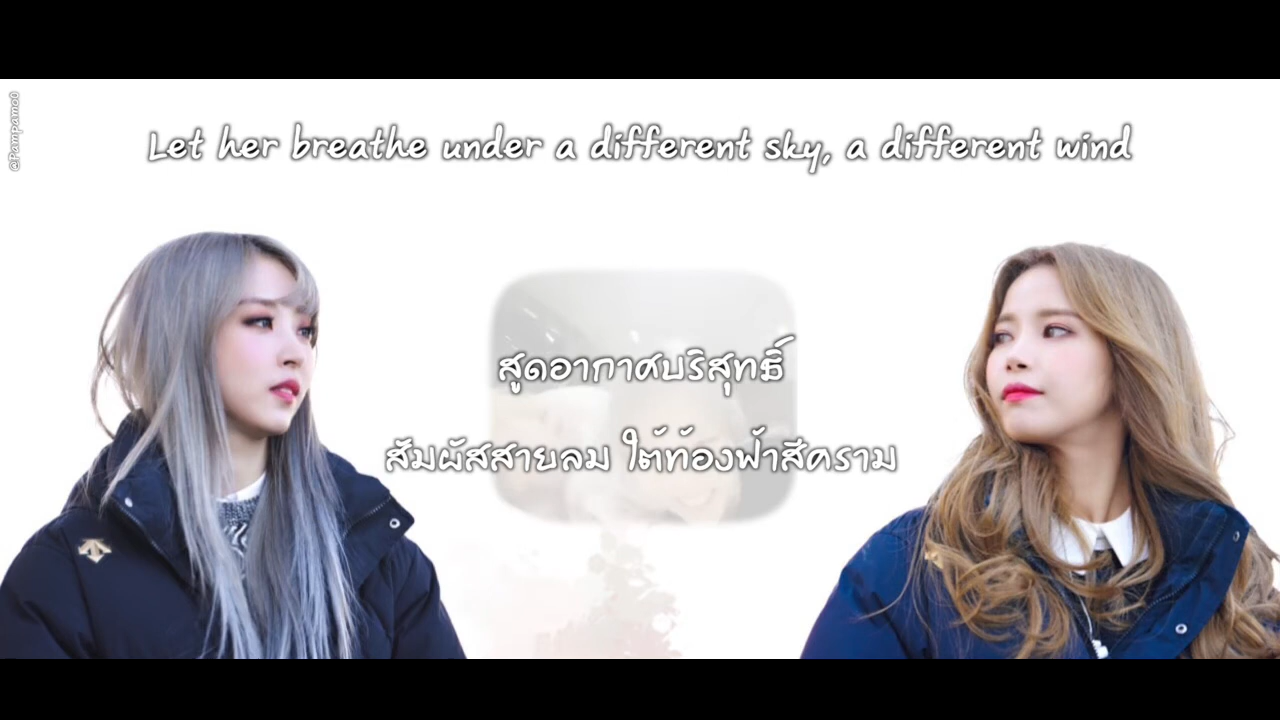 @Pampam00
Let her breathe under a different sky, a different wind
สูดอากาศบริสุทธิ์
สัมผัสสายลม ใต้ท้องฟ้าสีคราม